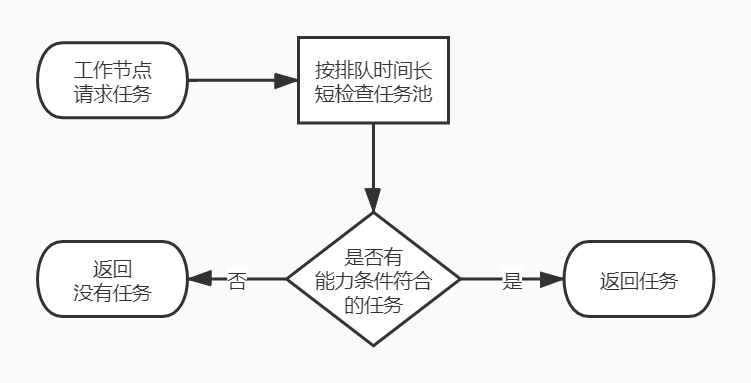 工作节点
请求任务
按排队时间长
短检查任务池
是否有
能力条件符合
的任务
否
是
返回
没有任务
返回任务